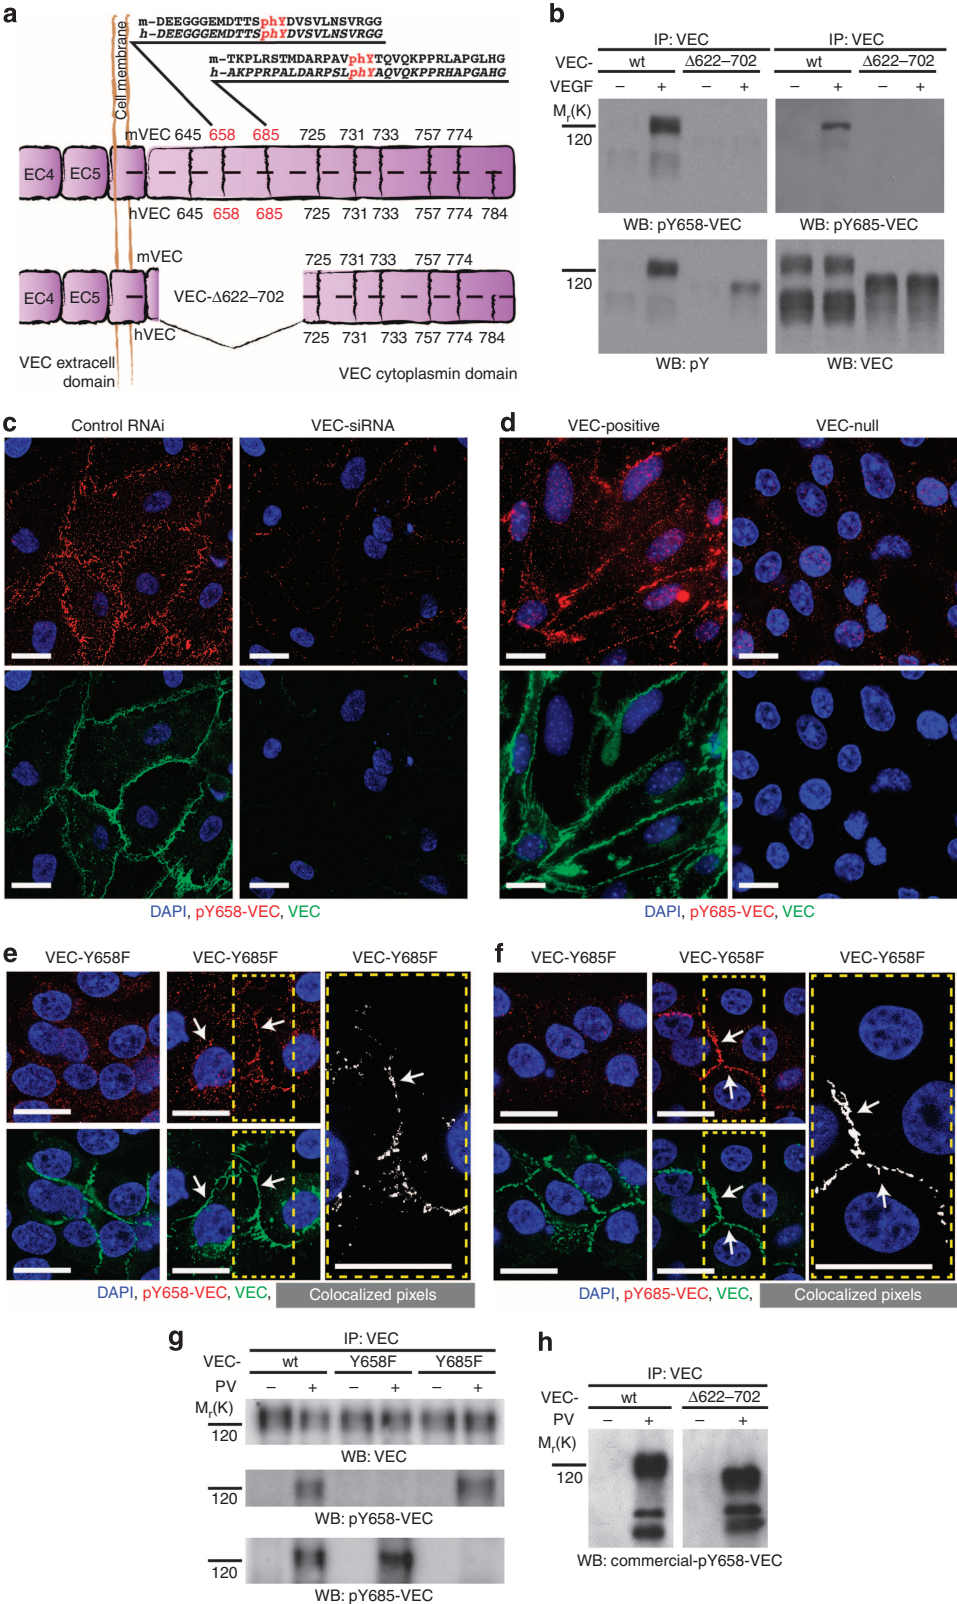 a
m-DEEGGGEMDTTSphYDVSVLNSVRGG
h-DEEGGGEMDTTSphYDVSVLNSVRGG
m-TKPLRSTMDARPAVphYTQVQKPPRLAPGLHG
h-AKPPRPALDARPSLphYAQVQKPPRHAPGAHG
Cell membrane
mVEC 645 658 685 725 731 733 757 774
EC4 EC5
hVEC 645 658 685 725 731 733 757 774 784
mVEC 725 731 733 757 774
EC4 EC5 VEC-Δ622–702
hVEC 725 731 733 757 774 784
VEC extracell domain
VEC cytoplasmin domain
b
IP: VEC IP: VEC
VEC- wt Δ622–702 wt Δ622–702
VEGF – + – + – + – +
Mr(K)
120
WB: pY658-VEC WB: pY685-VEC
120
WB: pY WB: VEC
c
Control RNAi VEC-siRNA
DAPI, pY658-VEC, VEC
d
VEC-positive VEC-null
DAPI, pY685-VEC, VEC
e
VEC-Y658F VEC-Y685F VEC-Y685F
DAPI, pY658-VEC, VEC, Colocalized pixels
f
VEC-Y685F VEC-Y658F VEC-Y658F
DAPI, pY685-VEC, VEC, Colocalized pixels
g
IP: VEC
VEC- wt Y658F Y685F
PV – + – + – +
Mr(K)
120
WB: VEC
120
WB: pY658-VEC
120
WB: pY685-VEC
h
IP: VEC
VEC- wt Δ622–702
PV – + – +
Mr(K)
120
WB: commercial-pY658-VEC